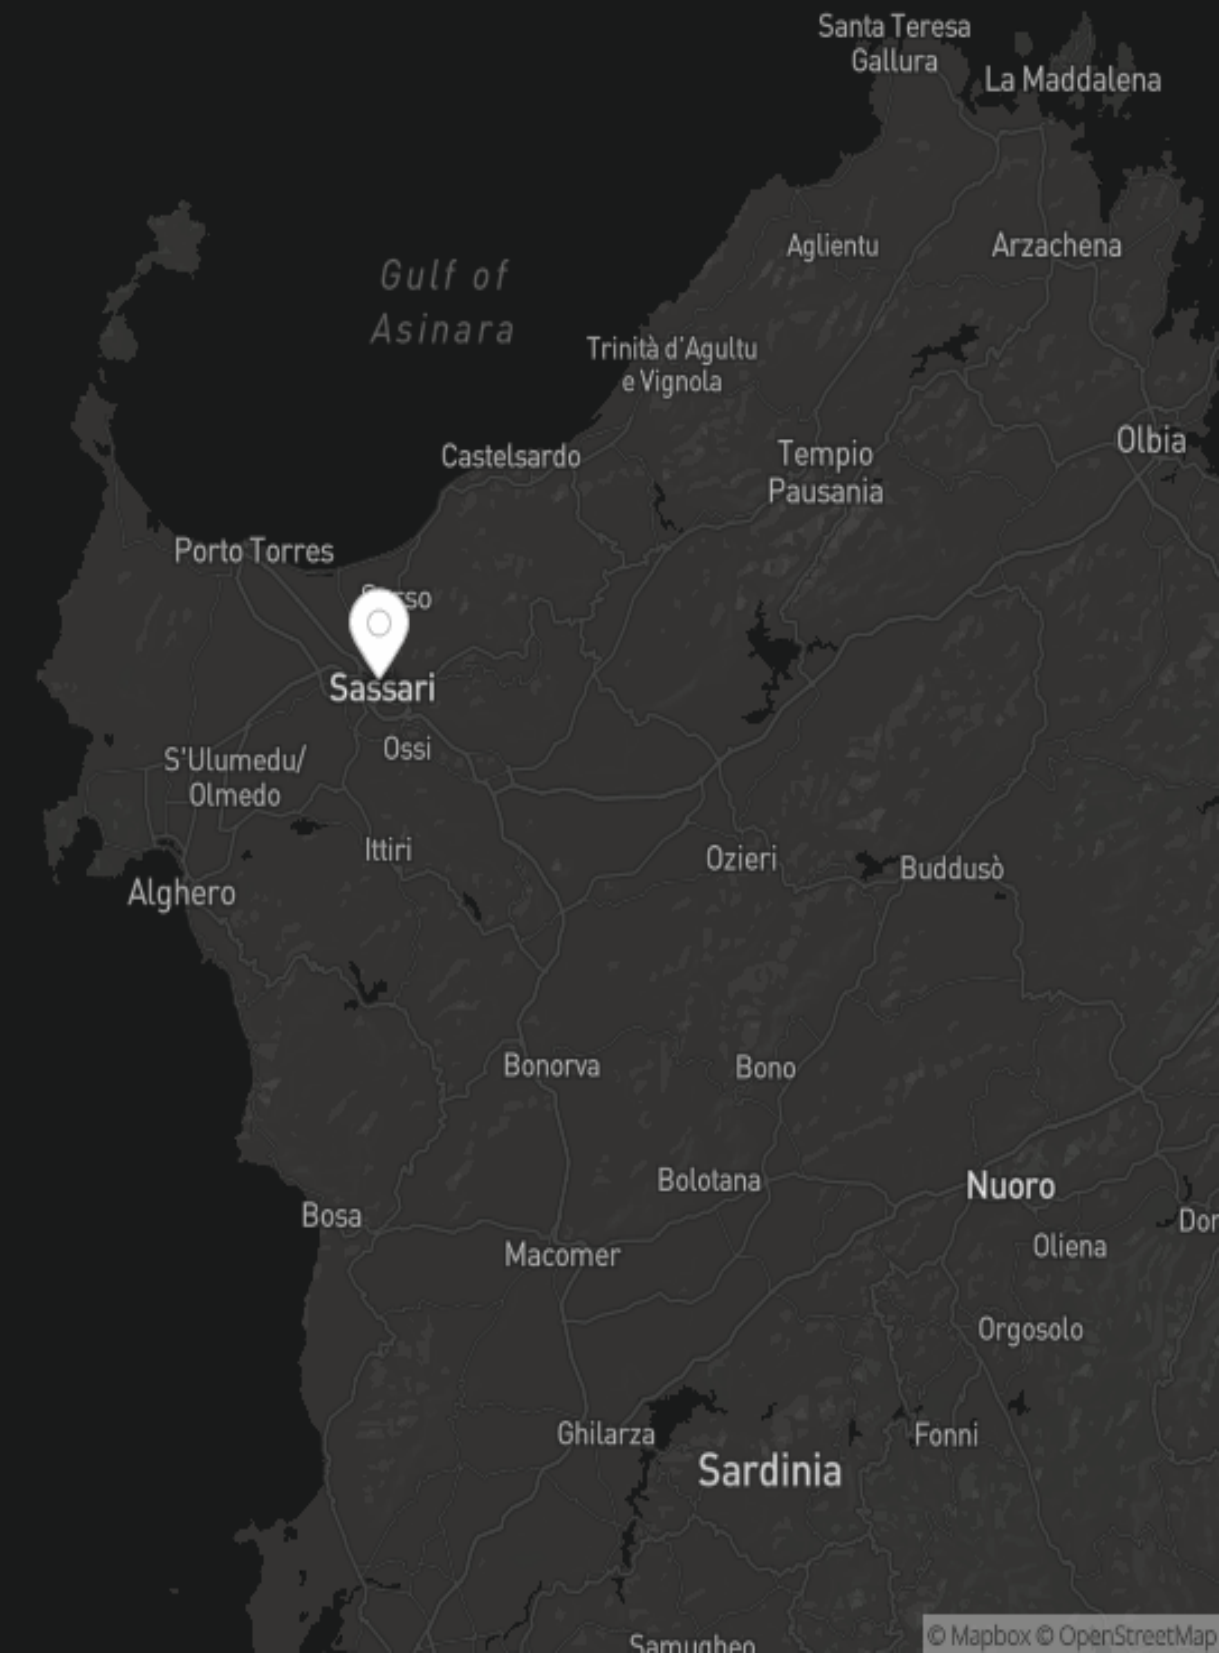 Santa Teresa
Gallura
La Maddalena
Aglientu
Arzachena
Gulf of
Asinara
Trinità d'Agultu
e Vignola
Castelsardo
Tempio
Pausania
Olbia
Porto Torres
Sassari
Ossi
S'Ulumedu/
Olmedo
Ittiri
Ozieri
Buddusò
Alghero
Bonorva
Bono
Bolotana
Nuoro
Bosa
Dor
Oliena
Macomer
Orgosolo
Ghilarza
Fonni
Sardinia
Samugheo
© Mapbox © OpenStreetMap